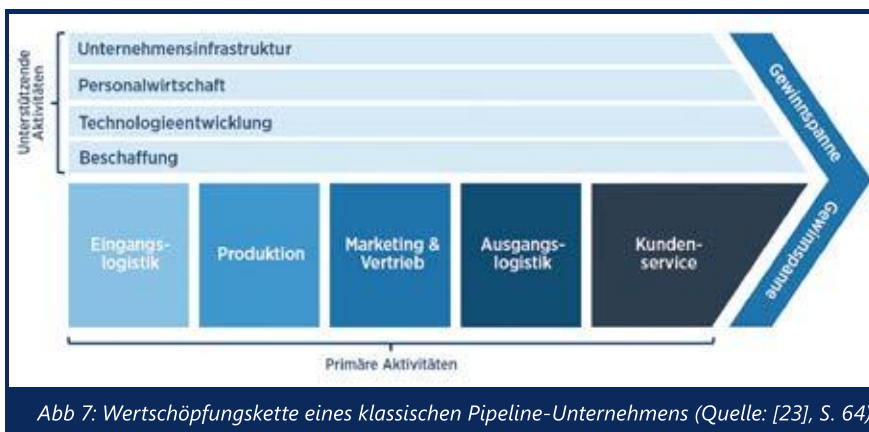 Unterstützende
Aktivitäten
Unternehmensinfrastruktur
Personalwirtschaft
Technologieentwicklung
Beschaffung
Gewinnspanne
Gewinnspanne
Eingangs-
logistik
Produktion
Marketing &
Vertrieb
Ausgangs-
logistik
Kunden-
service
Primäre Aktivitäten
Abb 7: Wertschöpfungskette eines klassischen Pipeline-Unternehmens (Quelle: [23], S. 64)